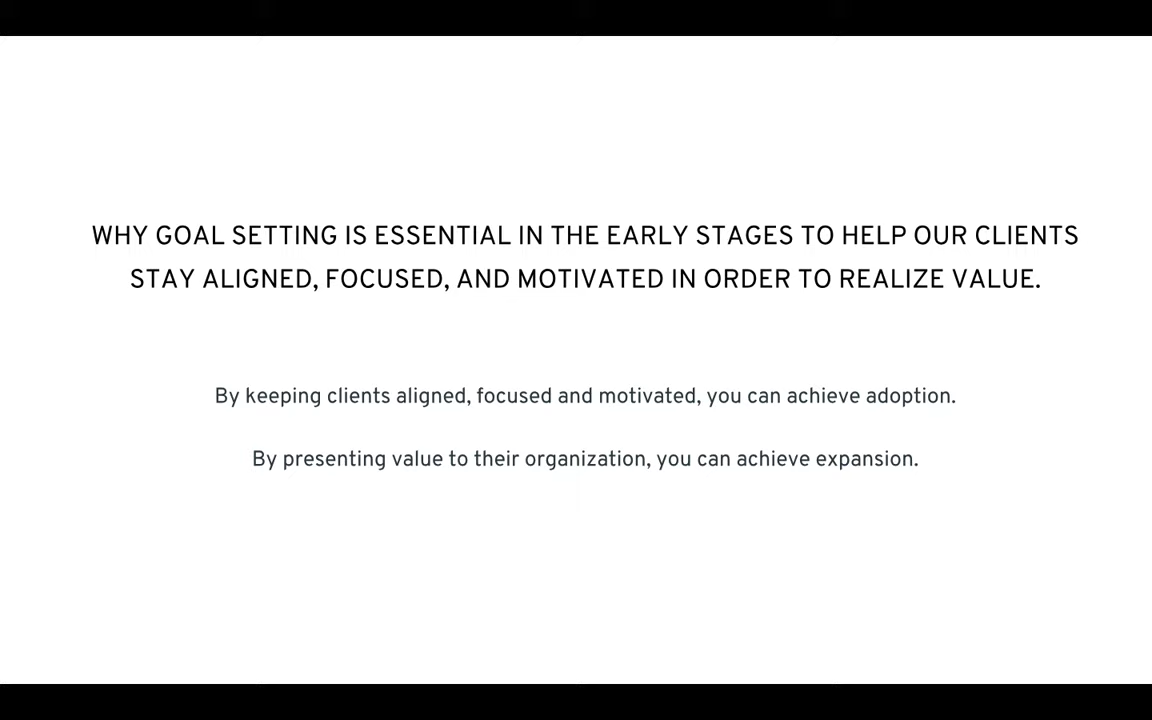 WHY GOAL SETTING IS ESSENTIAL IN THE EARLY STAGES TO HELP OUR CLIENTS
STAY ALIGNED, FOCUSED, AND MOTIVATED IN ORDER TO REALIZE VALUE.
By keeping clients aligned, focused and motivated, you can achieve adoption.
By presenting value to their organization, you can achieve expansion.